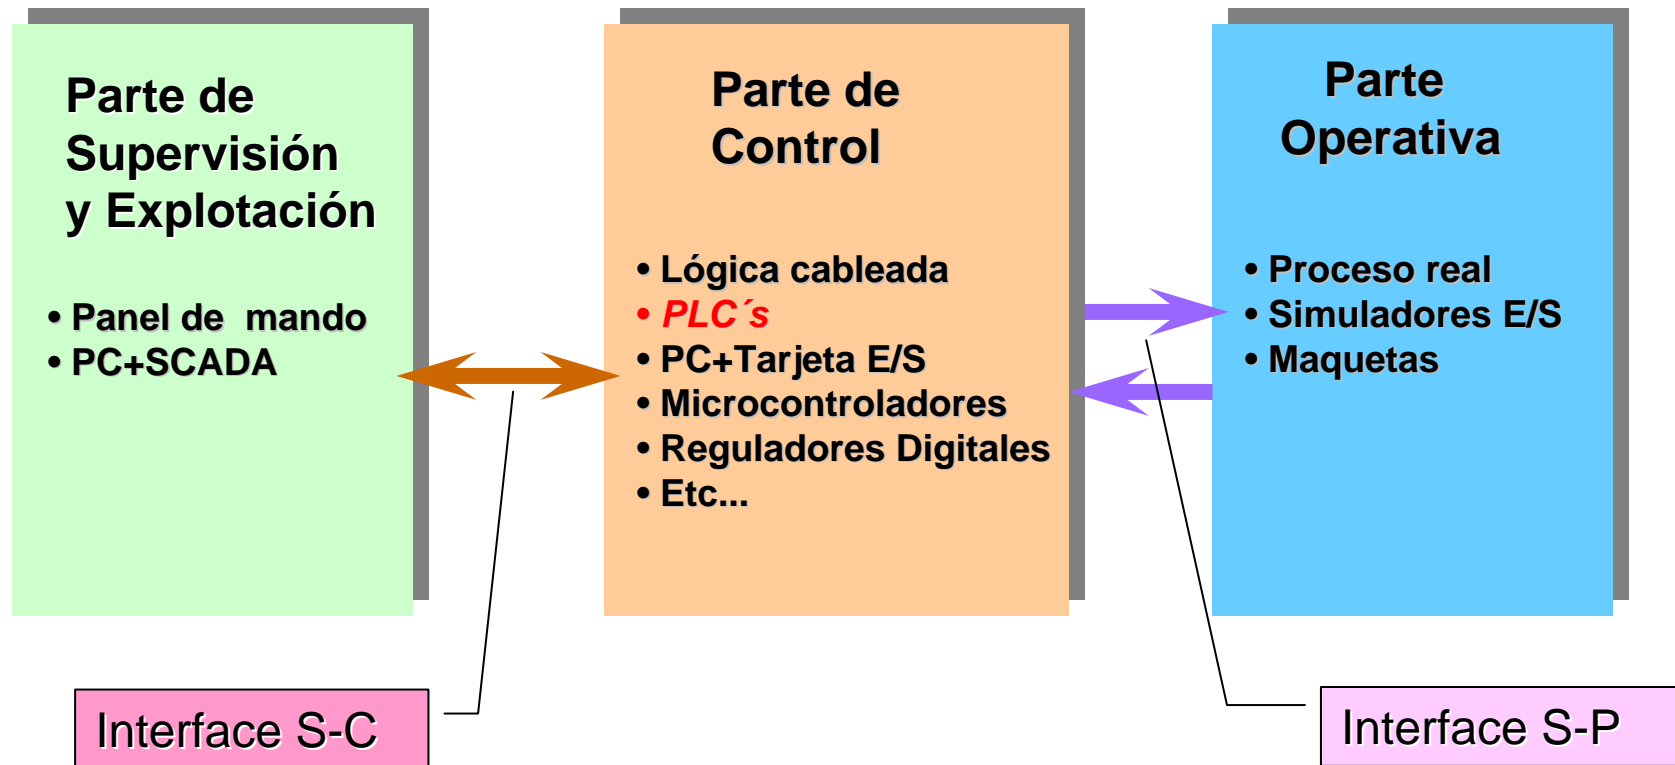 Parte de
Supervisión
y Explotación
• Panel de mando
• PC+SCADA
Parte de
Control
• Lógica cableada
• PLC´s
• PC+Tarjeta E/S
• Microcontroladores
• Reguladores Digitales
• Etc...
Parte
Operativa
• Proceso real
• Simuladores E/S
• Maquetas
Interface S-C
Interface S-P